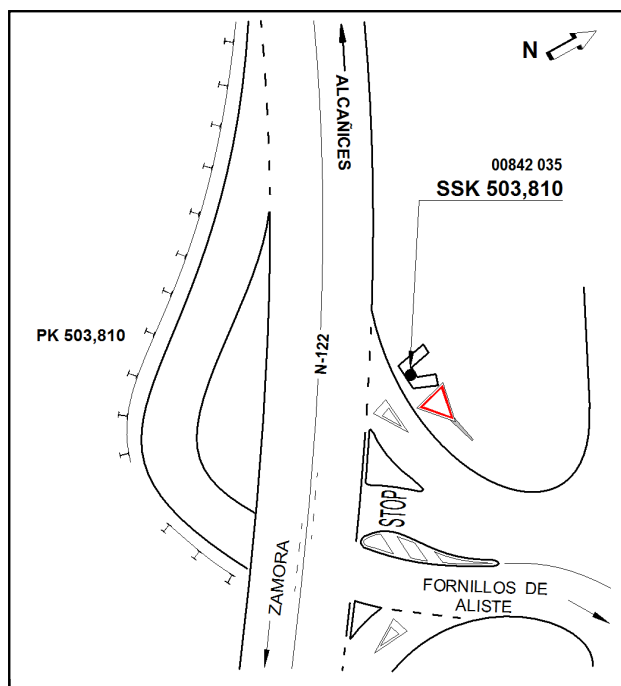 N
ALCAÑICES
00842 035
SSK 503,810
PK 503,810
N-122
STOP
ZAMORA
FORNILLOS DE
ALISTE